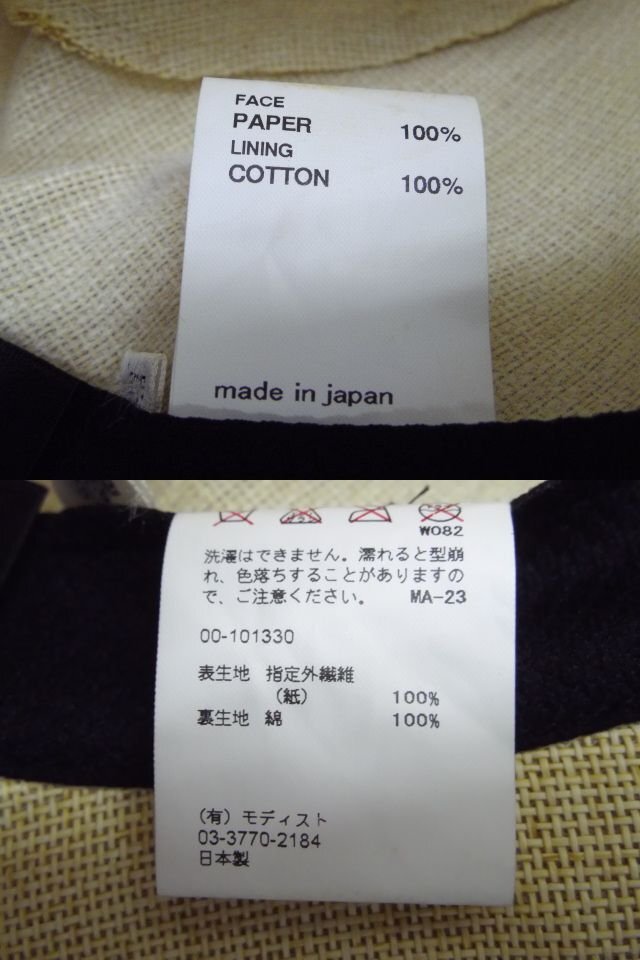 FACE
PAPER 100%
LINING
COTTON 100%
made in japan
W082
洗濯はできません。濡れると型崩
れ、色落ちすることがありますの
で、ご注意ください。 MA-23
00-101330
表生地 指定外繊維
（紙） 100%
裏生地 綿 100%
（有）モディスト
03-3770-2184
日本製